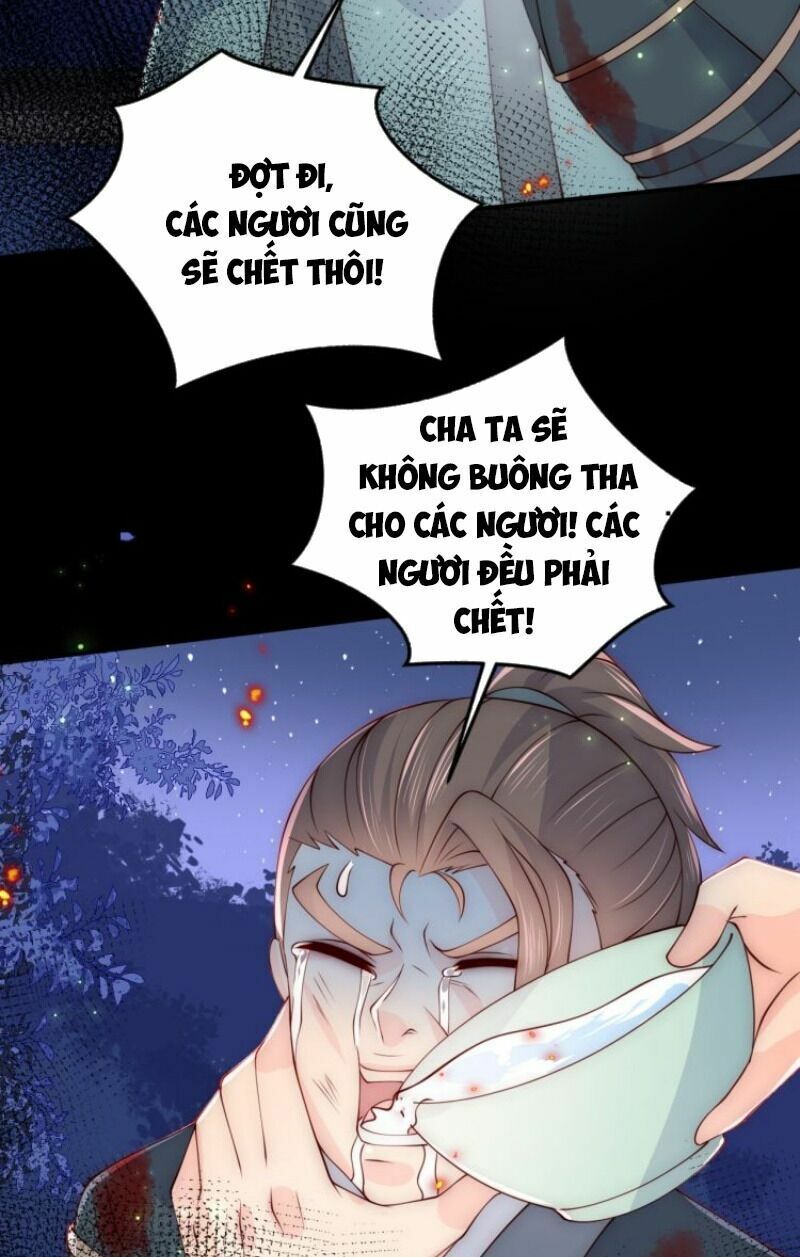 ĐỢT ĐI,
CÁC NGƯƠI CŨNG
SẼ CHẾT THÔI!
CHA TA SẼ
KHÔNG BUÔNG THA
CHO CÁC NGƯƠI! CÁC
NGƯƠI ĐỀU PHẢI
CHẾT!